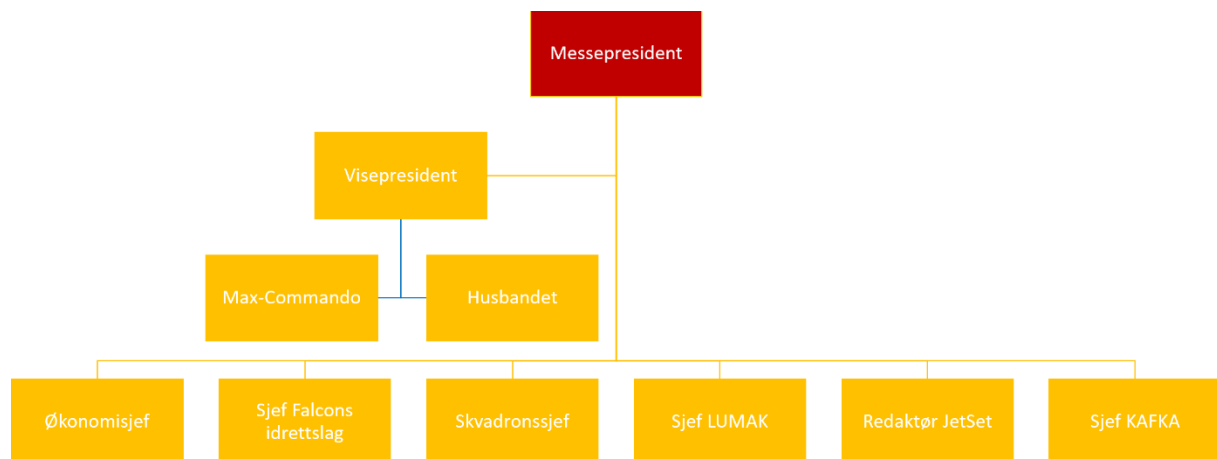 Messepresident
Visepresident
Max-Commando
Husbandet
Økonomisjef
Sjef Falcons
idrettslag
Skvadronssjef
Sjef LUMAK
Redaktør JetSet
Sjef KAFKA